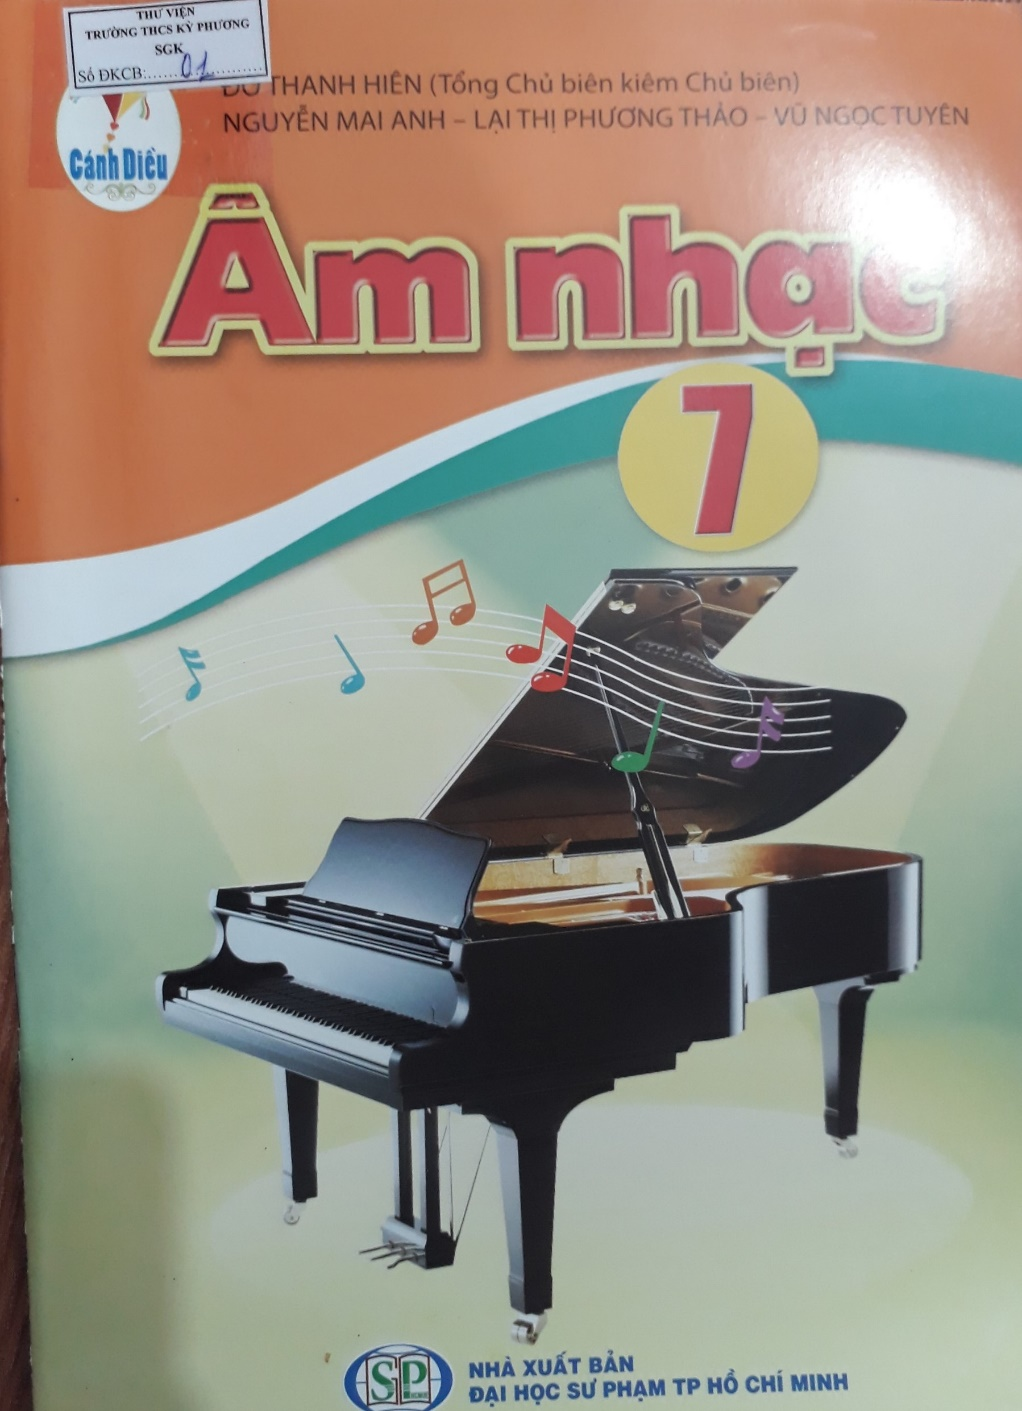 THƯ VIỆN
TRƯỜNG THCS KỲ PHƯƠNG
SGK
Số ĐKCB:......01..........
ĐỖ THANH HIÊN (Tổng Chủ biên kiêm Chủ biên)
NGUYỄN MAI ANH – LẠI THỊ PHƯƠNG THẢO – VŨ NGỌC TUYÊN
Cánh Diều
Âm nhạc
7
SP
NHÀ XUẤT BẢN
ĐẠI HỌC SƯ PHẠM TP HỒ CHÍ MINH